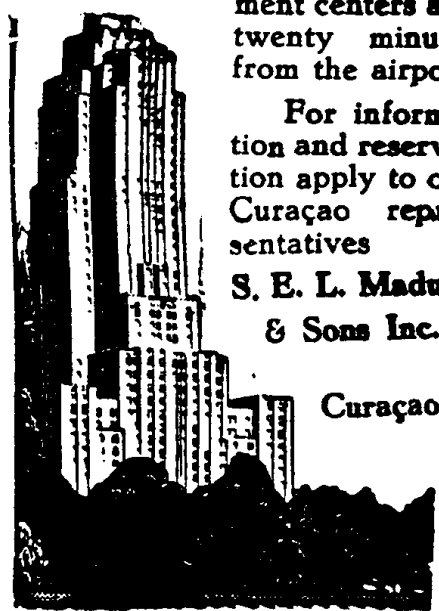 ment centers a
twenty minu
from the airpo
For inform
tion and reserv
tion apply to o
Curaçao repr
sentatives
S. E. L. Madu
& Sons Inc.
Curaçao